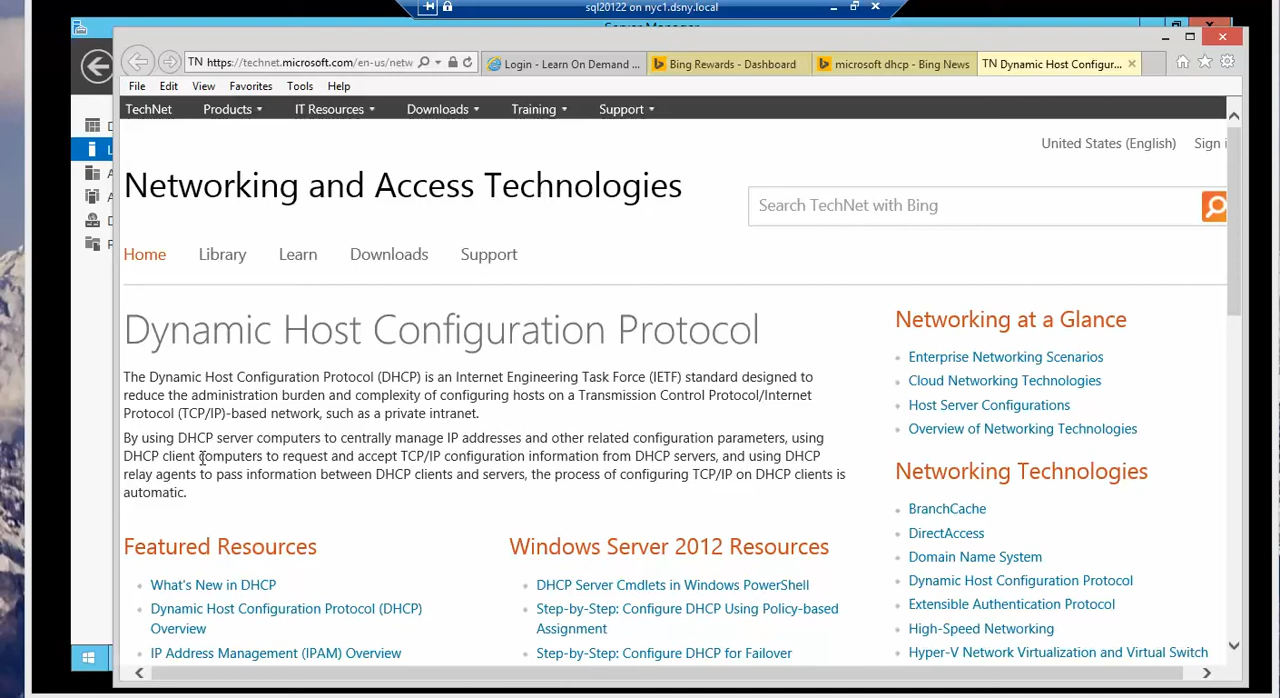 sql20122 on nyc1.dsny.local
TN https://technet.microsoft.com/en-us/netw
Login - Learn On Demand ...
Bing Rewards - Dashboard
microsoft dhcp - Bing News
TN Dynamic Host Configur...
File Edit View Favorites Tools Help
TechNet Products IT Resources Downloads Training Support
United States (English) Sign i
Networking and Access Technologies
Search TechNet with Bing
Home Library Learn Downloads Support
Dynamic Host Configuration Protocol
The Dynamic Host Configuration Protocol (DHCP) is an Internet Engineering Task Force (IETF) standard designed to
reduce the administration burden and complexity of configuring hosts on a Transmission Control Protocol/Internet
Protocol (TCP/IP)-based network, such as a private intranet.
By using DHCP server computers to centrally manage IP addresses and other related configuration parameters, using
DHCP client computers to request and accept TCP/IP configuration information from DHCP servers, and using DHCP
relay agents to pass information between DHCP clients and servers, the process of configuring TCP/IP on DHCP clients is
automatic.
Featured Resources
What's New in DHCP
Dynamic Host Configuration Protocol (DHCP)
Overview
IP Address Management (IPAM) Overview
Windows Server 2012 Resources
DHCP Server Cmdlets in Windows PowerShell
Step-by-Step: Configure DHCP Using Policy-based
Assignment
Step-by-Step: Configure DHCP for Failover
Networking at a Glance
Enterprise Networking Scenarios
Cloud Networking Technologies
Host Server Configurations
Overview of Networking Technologies
Networking Technologies
BranchCache
DirectAccess
Domain Name System
Dynamic Host Configuration Protocol
Extensible Authentication Protocol
High-Speed Networking
Hyper-V Network Virtualization and Virtual Switch